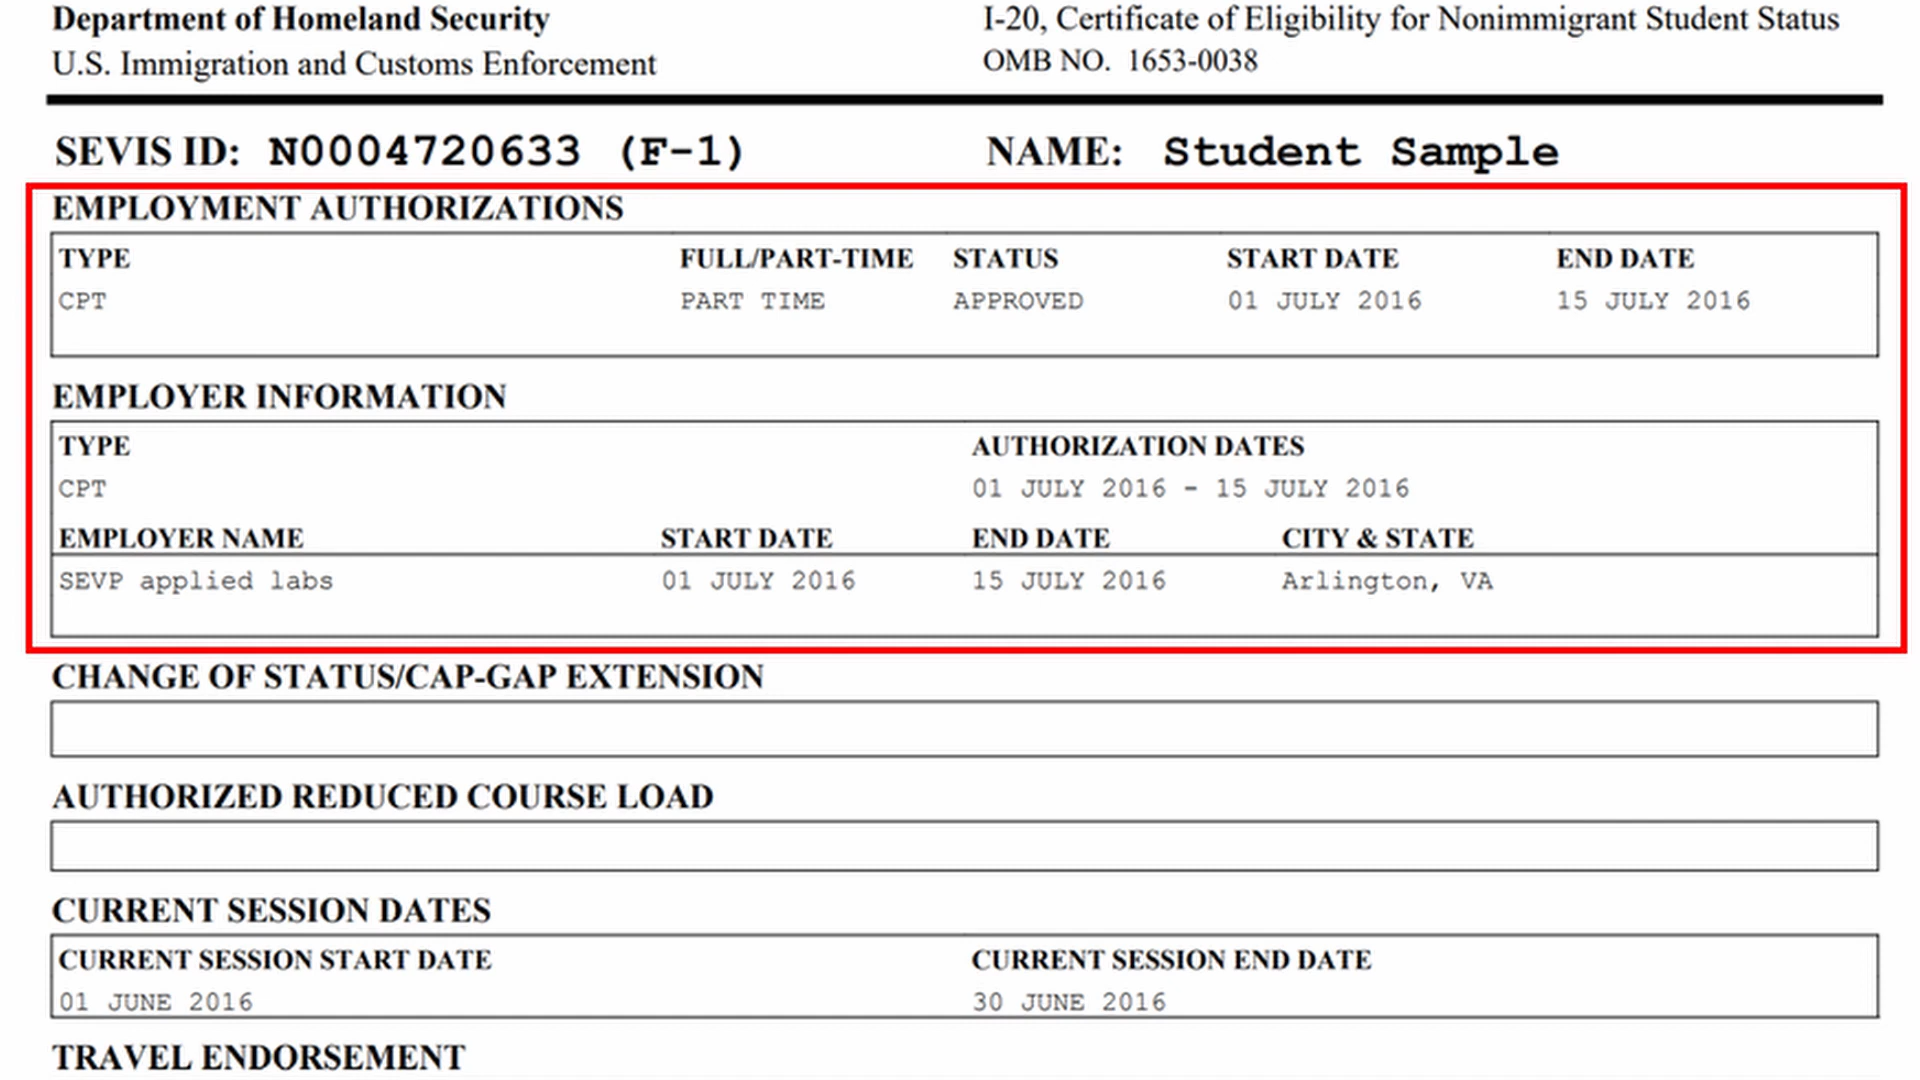 Department of Homeland Security I-20, Certificate of Eligibility for Nonimmigrant Student Status
U.S. Immigration and Customs Enforcement OMB NO. 1653-0038
SEVIS ID: N0004720633 (F-1) NAME: Student Sample
EMPLOYMENT AUTHORIZATIONS
TYPE FULL/PART-TIME STATUS START DATE END DATE
CPT PART TIME APPROVED 01 JULY 2016 15 JULY 2016
EMPLOYER INFORMATION
TYPE AUTHORIZATION DATES
CPT 01 JULY 2016 - 15 JULY 2016
EMPLOYER NAME START DATE END DATE CITY & STATE
SEVP applied labs 01 JULY 2016 15 JULY 2016 Arlington, VA
CHANGE OF STATUS/CAP-GAP EXTENSION
AUTHORIZED REDUCED COURSE LOAD
CURRENT SESSION DATES
CURRENT SESSION START DATE CURRENT SESSION END DATE
01 JUNE 2016 30 JUNE 2016
TRAVEL ENDORSEMENT